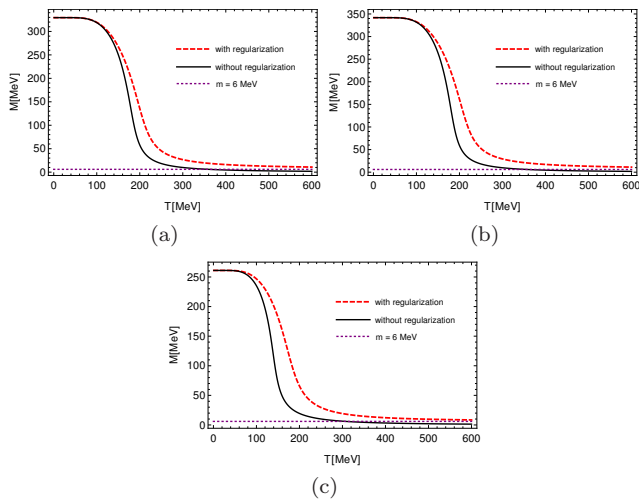 M[MeV]
300
250
200
150
100
50
0
with regularization
without regularization
m = 6 MeV
0 100 200 300 400 500 600
T[MeV]
(a)
M[MeV]
350
300
250
200
150
100
50
0
with regularization
without regularization
m = 6 MeV
0 100 200 300 400 500 600
T[MeV]
(b)
M[MeV]
250
200
150
100
50
0
with regularization
without regularization
m = 6 MeV
0 100 200 300 400 500 600
T[MeV]
(c)